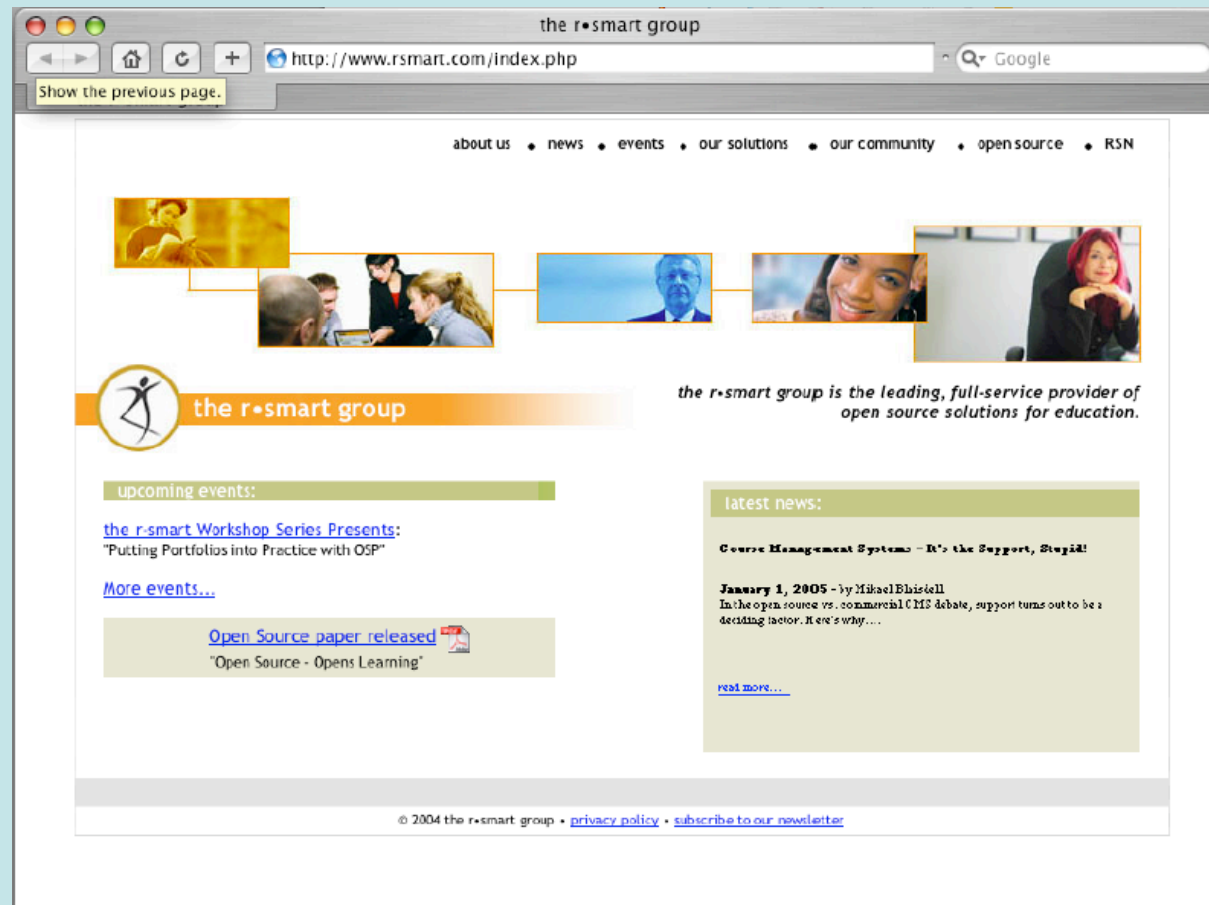 the r•smart group
http://www.rsmart.com/index.php
Google
Show the previous page.
about us • news • events • our solutions • our community • open source • RSN
the r•smart group
the r•smart group is the leading, full-service provider of
open source solutions for education.
upcoming events:
the r-smart Workshop Series Presents:
"Putting Portfolios into Practice with OSP"
More events...
Open Source paper released
"Open Source - Opens Learning"
latest news:
Course Management Systems - It's the Support, Stupid!
January 1, 2005 - by Mikael
In the open source vs. commercial CMS debate, support turns out to be a
deciding factor. Here's why....
read more...
© 2004 the r•smart group • privacy policy • subscribe to our newsletter